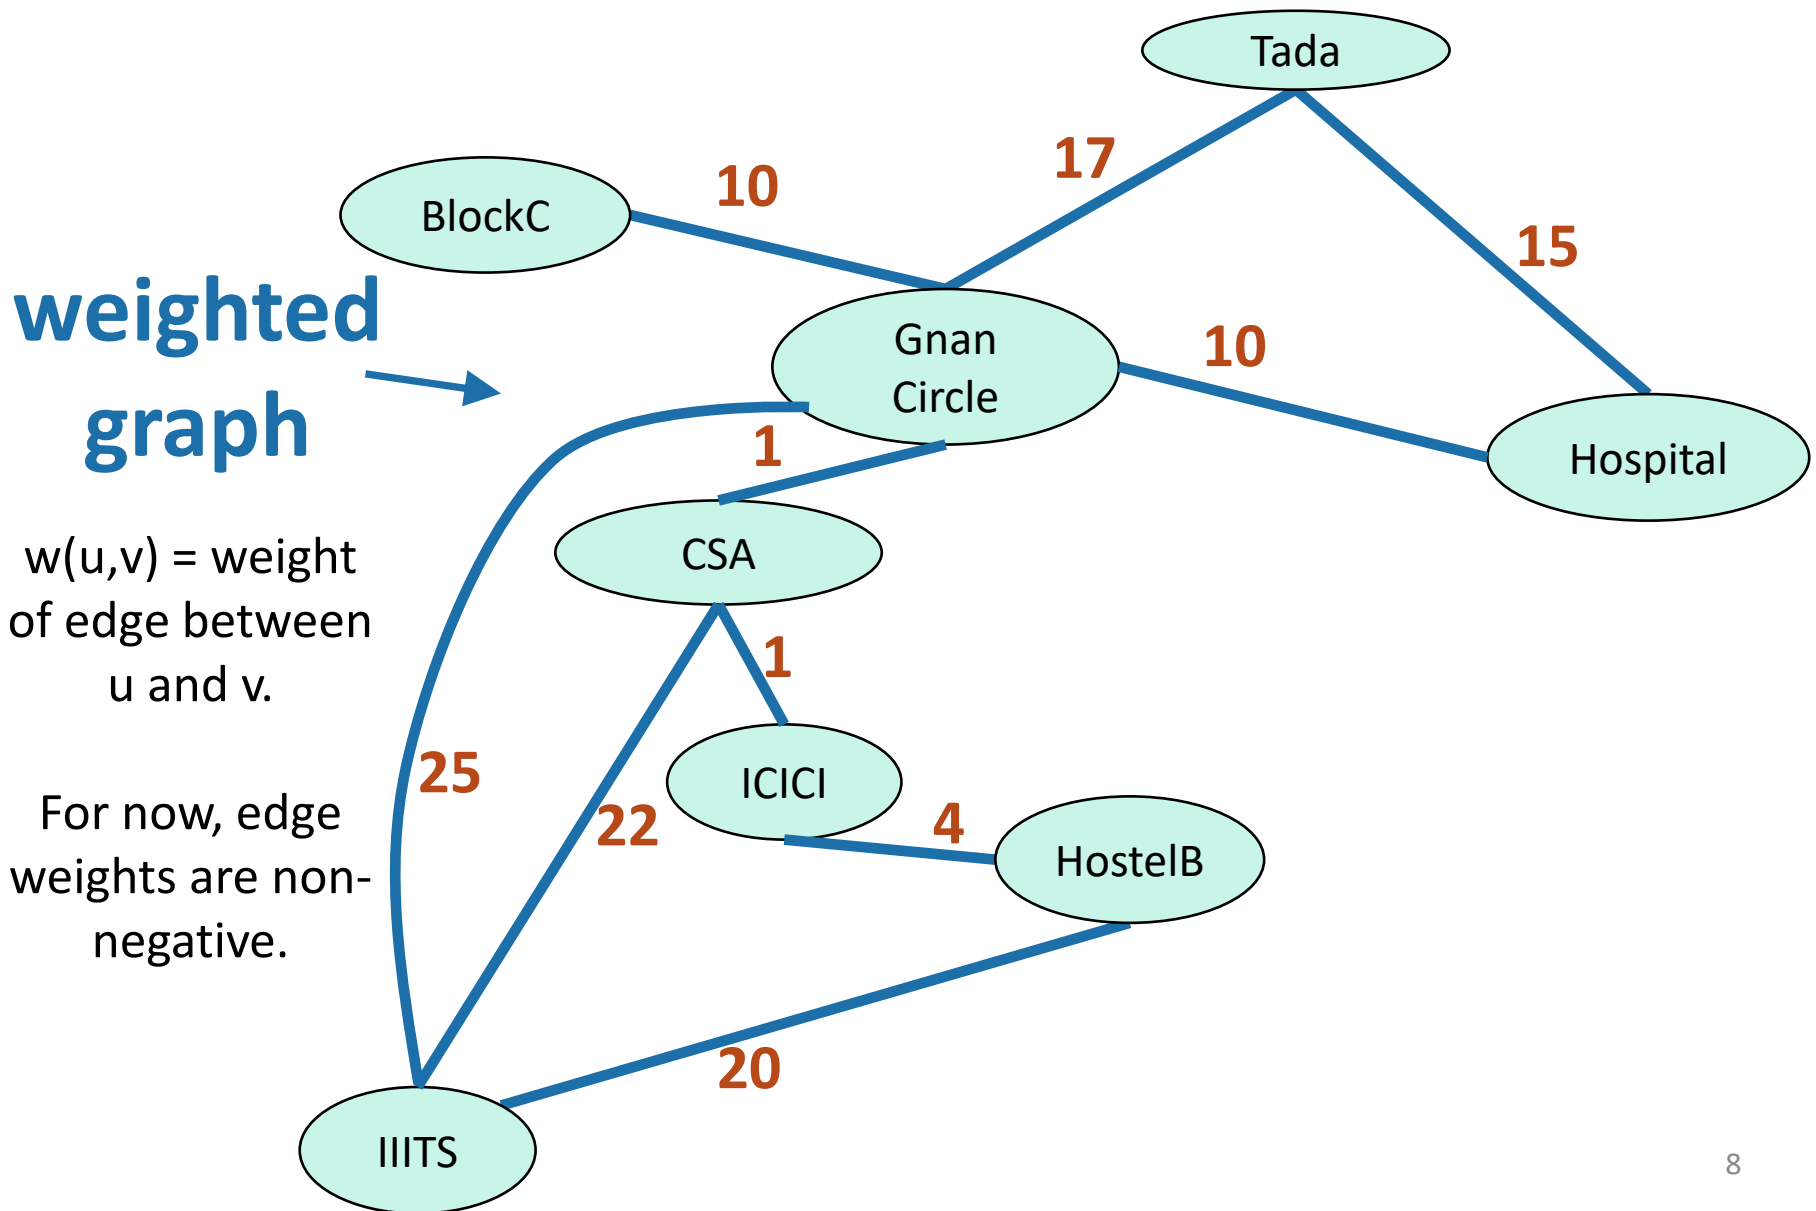 Tada
17
10
BlockC
15
weighted
graph
Gnan
Circle
10
Hospital
1
CSA
w(u,v) = weight
of edge between
u and v.
1
25
22
ICICI
4
HostelB
For now, edge
weights are non-
negative.
20
IIITS
8